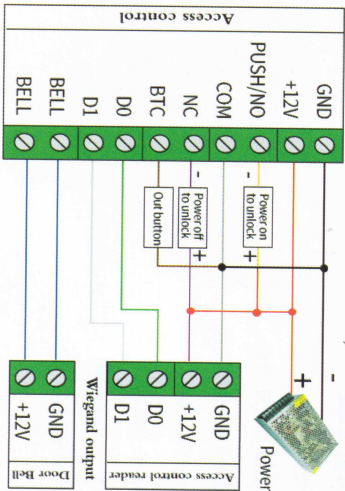 Access control
BELL
BELL
D1
D0
BTC
NC
COM
PUSH/NO
+12V
GND
-
-
Out button
Power off
to unlock
Power on
to unlock
+
+
+
-
Power
Wiegand output
+12V
GND
Door Bell
D1
D0
+12V
GND
Access control reader